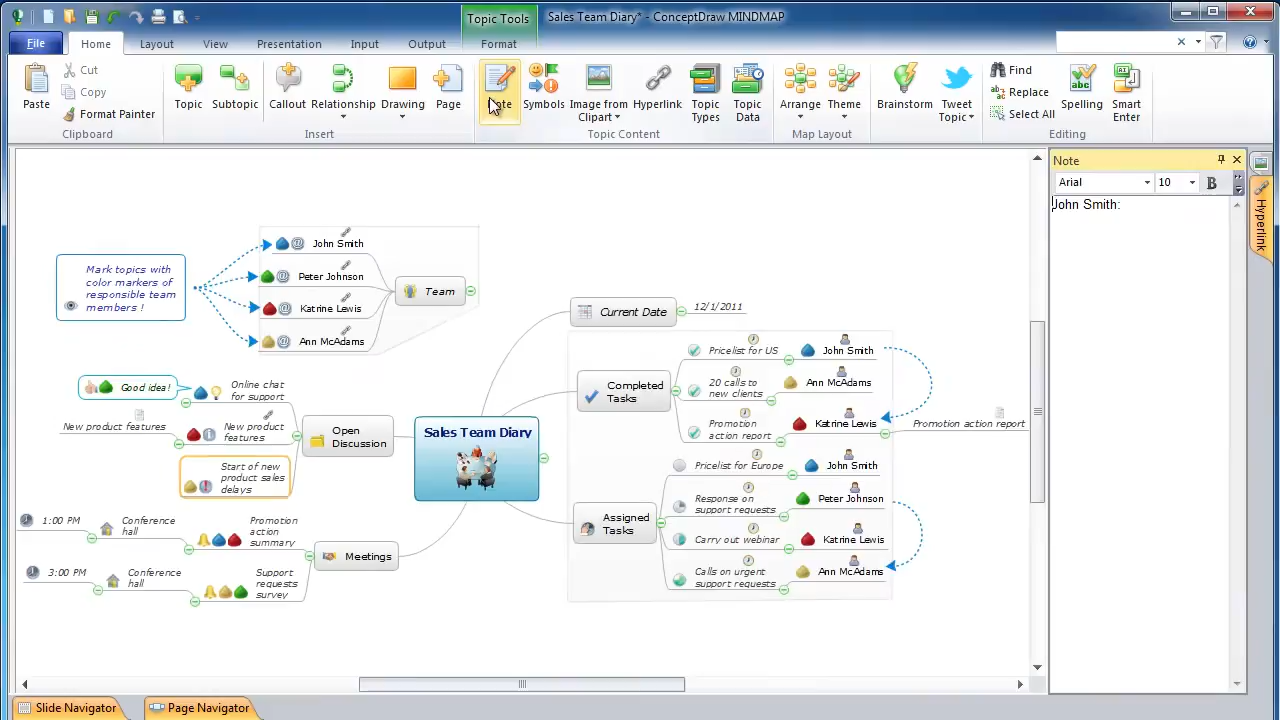 Topic Tools
Sales Team Diary* - ConceptDraw MINDMAP
File
Home
Layout
View
Presentation
Input
Output
Format
Paste
Cut
Copy
Format Painter
Clipboard
Topic
Subtopic
Callout
Relationship
Drawing
Page
Insert
Symbols
Image from
Clipart
Hyperlink
Topic
Types
Topic
Data
Topic Content
Arrange
Theme
Map Layout
Brainstorm
Tweet
Topic
Find
Replace
Select All
Spelling
Smart
Enter
Editing
Note
Arial
10
B
John Smith:
Hyperlink
Mark topics with
color markers of
responsible team
members !
John Smith
Peter Johnson
Katrine Lewis
Ann McAdams
Team
Current Date
12/1/2011
Completed
Tasks
Pricelist for US
John Smith
20 calls to
new clients
Ann McAdams
Promotion
action report
Katrine Lewis
Promotion action report
Good idea!
Online chat
for support
New product features
New product
features
Start of new
product sales
delays
Open
Discussion
Sales Team Diary
Assigned
Tasks
Pricelist for Europe
John Smith
Response on
support requests
Peter Johnson
Carry out webinar
Katrine Lewis
Calls on urgent
support requests
Ann McAdams
1:00 PM
Conference
hall
Promotion
action
summary
3:00 PM
Conference
hall
Support
requests
survey
Meetings
Slide Navigator
Page Navigator